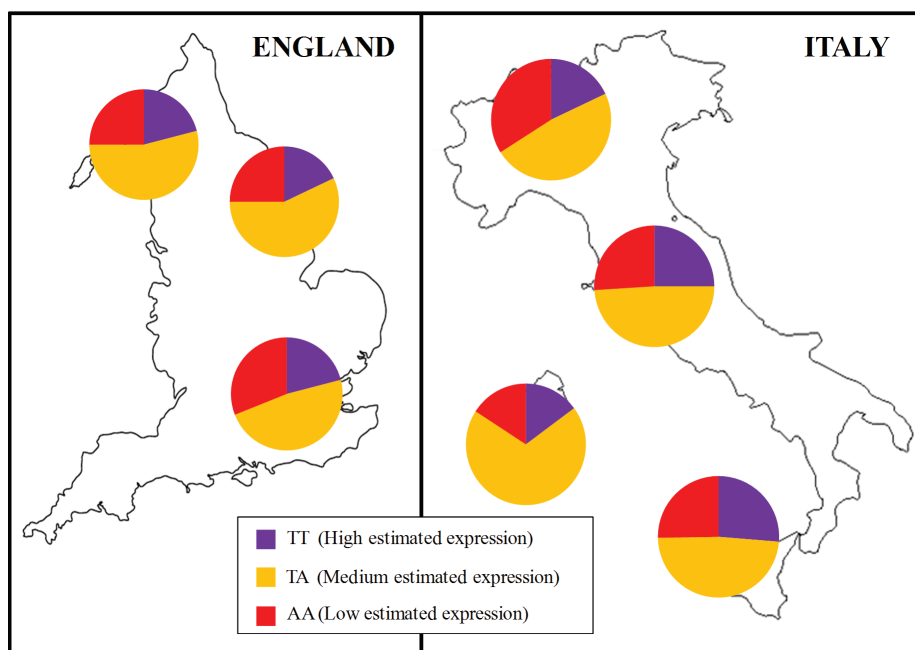 ENGLAND
ITALY
TT (High estimated expression)
TA (Medium estimated expression)
AA (Low estimated expression)